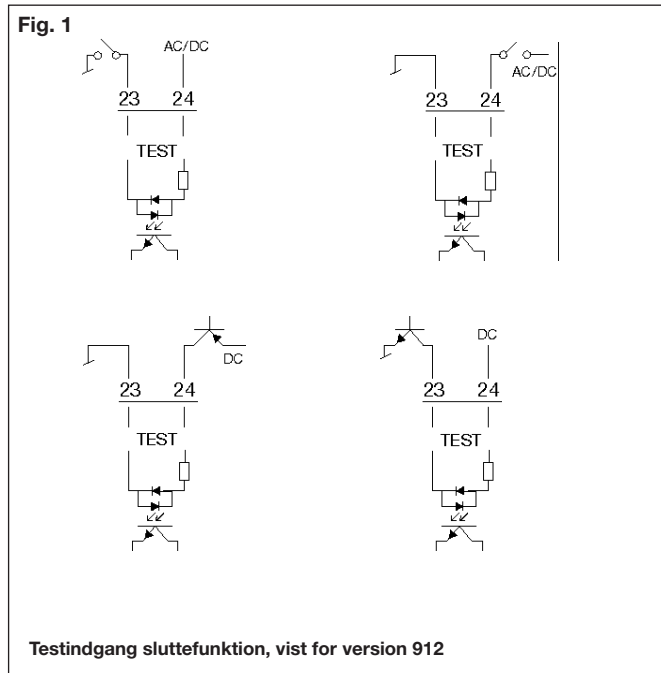 Fig. 1
AC/DC
23 24
TEST
AC/DC
23 24
TEST
DC
23 24
TEST
DC
23 24
TEST
Testindgang sluttefunktion, vist for version 912